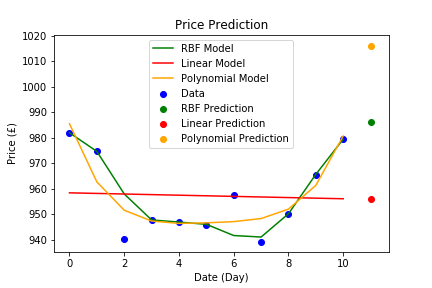 Price Prediction
1020
1010
1000
990
980
970
960
950
940
Price (£)
RBF Model
Linear Model
Polynomial Model
Data
RBF Prediction
Linear Prediction
Polynomial Prediction
0 2 4 6 8 10
Date (Day)